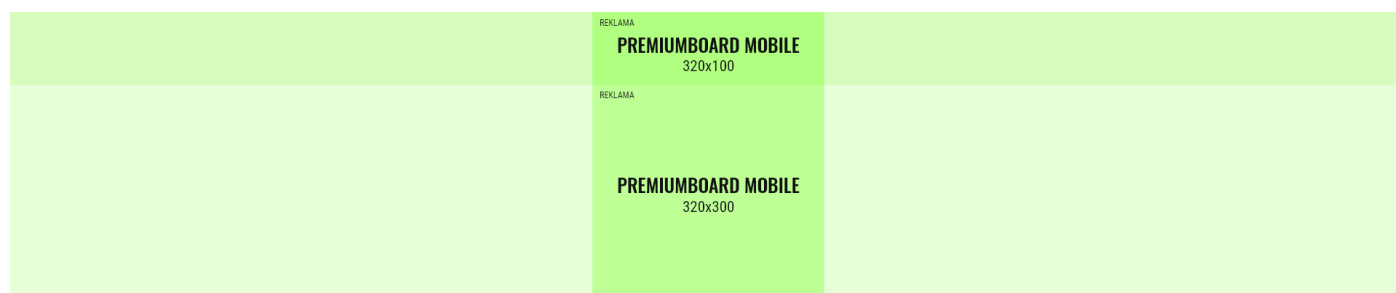 REKLAMA
PREMIUMBOARD MOBILE
320x100
REKLAMA
PREMIUMBOARD MOBILE
320x300